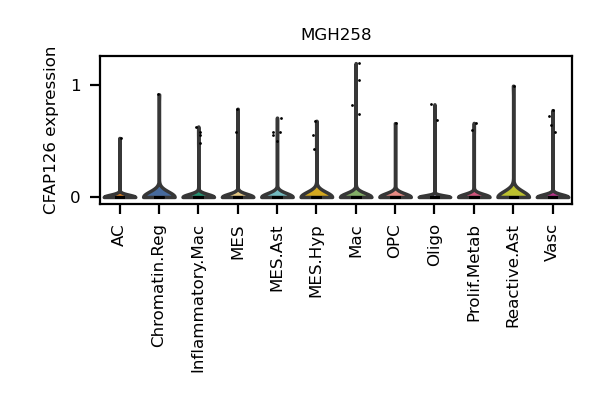 MGH258
CFAP126 expression
1
0
AC
Chromatin.Reg
Inflammatory.Mac
MES
MES.Ast
MES.Hyp
Mac
OPC
Oligo
Prolif.Metab
Reactive.Ast
Vasc